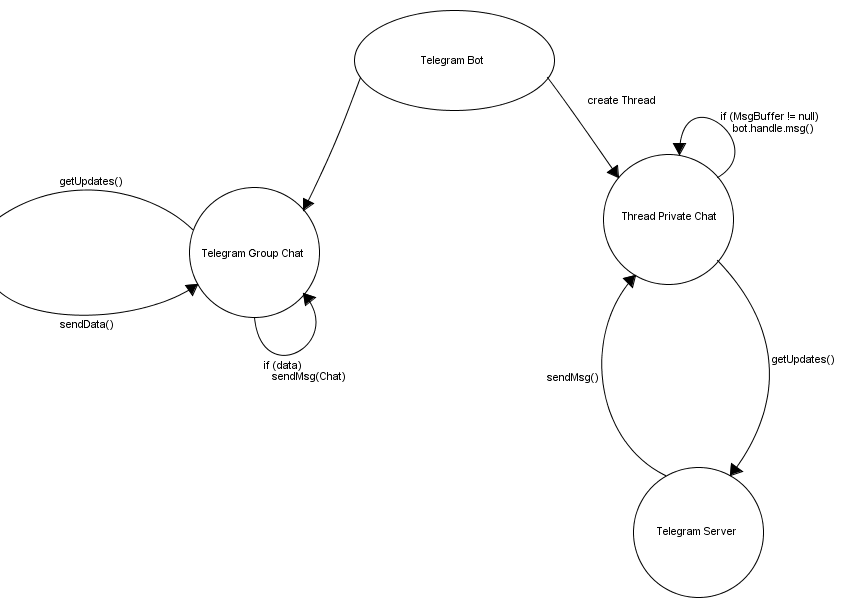 Telegram Bot
create Thread
if (MsgBuffer != null)
bot.handle.msg()
getUpdates()
Thread Private Chat
Telegram Group Chat
sendData()
if (data)
sendMsg(Chat)
getUpdates()
sendMsg()
Telegram Server